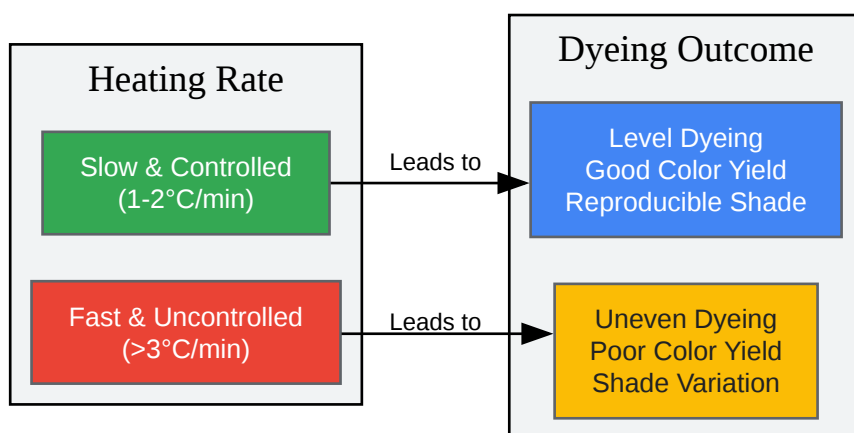 Heating Rate
Slow & Controlled
(1-2°C/min)
Fast & Uncontrolled
(>3°C/min)
Leads to
Leads to
Dyeing Outcome
Level Dyeing
Good Color Yield
Reproducible Shade
Uneven Dyeing
Poor Color Yield
Shade Variation